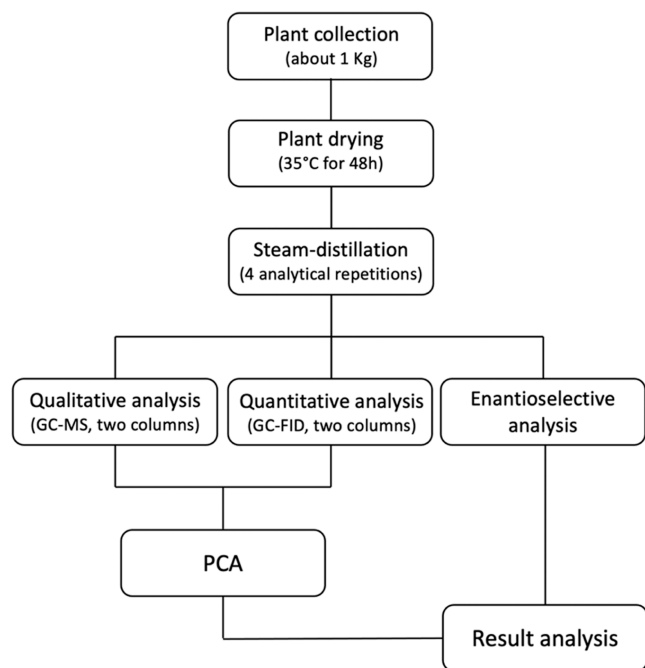 Plant collection
(about 1 Kg)
Plant drying
(35°C for 48h)
Steam-distillation
(4 analytical repetitions)
Qualitative analysis
(GC-MS, two columns)
Quantitative analysis
(GC-FID, two columns)
Enantioselective
analysis
PCA
Result analysis